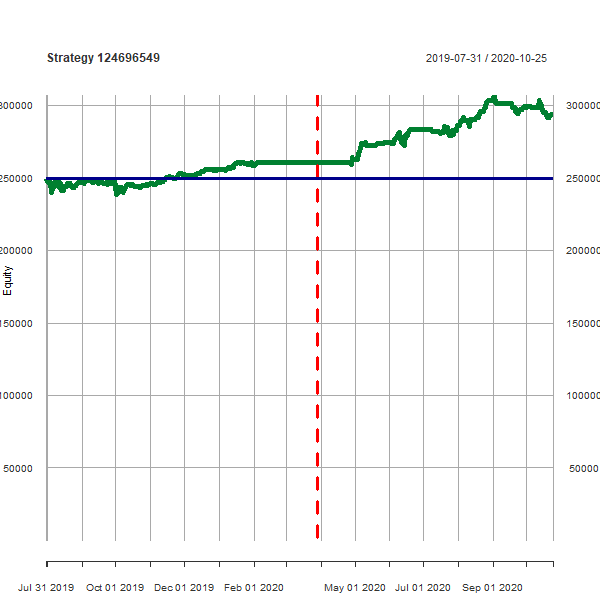 Strategy 124696549
2019-07-31 / 2020-10-25
300000
300000
250000
250000
200000
200000
Equity
150000
150000
100000
100000
50000
50000
Jul 31 2019
Oct 01 2019
Dec 01 2019
Feb 01 2020
May 01 2020
Jul 01 2020
Sep 01 2020